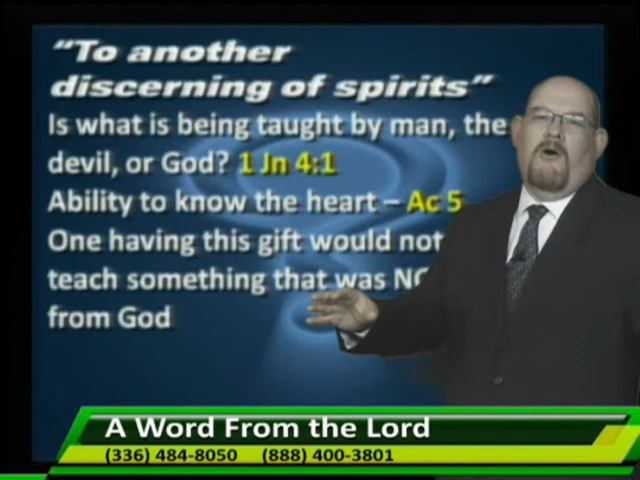 “To another
discerning of spirits”
Is what is being taught by man, the
devil, or God? 1 Jn 4:1
Ability to know the heart – Ac 5
One having this gift would not
teach something that was
from God
A Word From the Lord
(336) 484-8050 (888) 400-3801